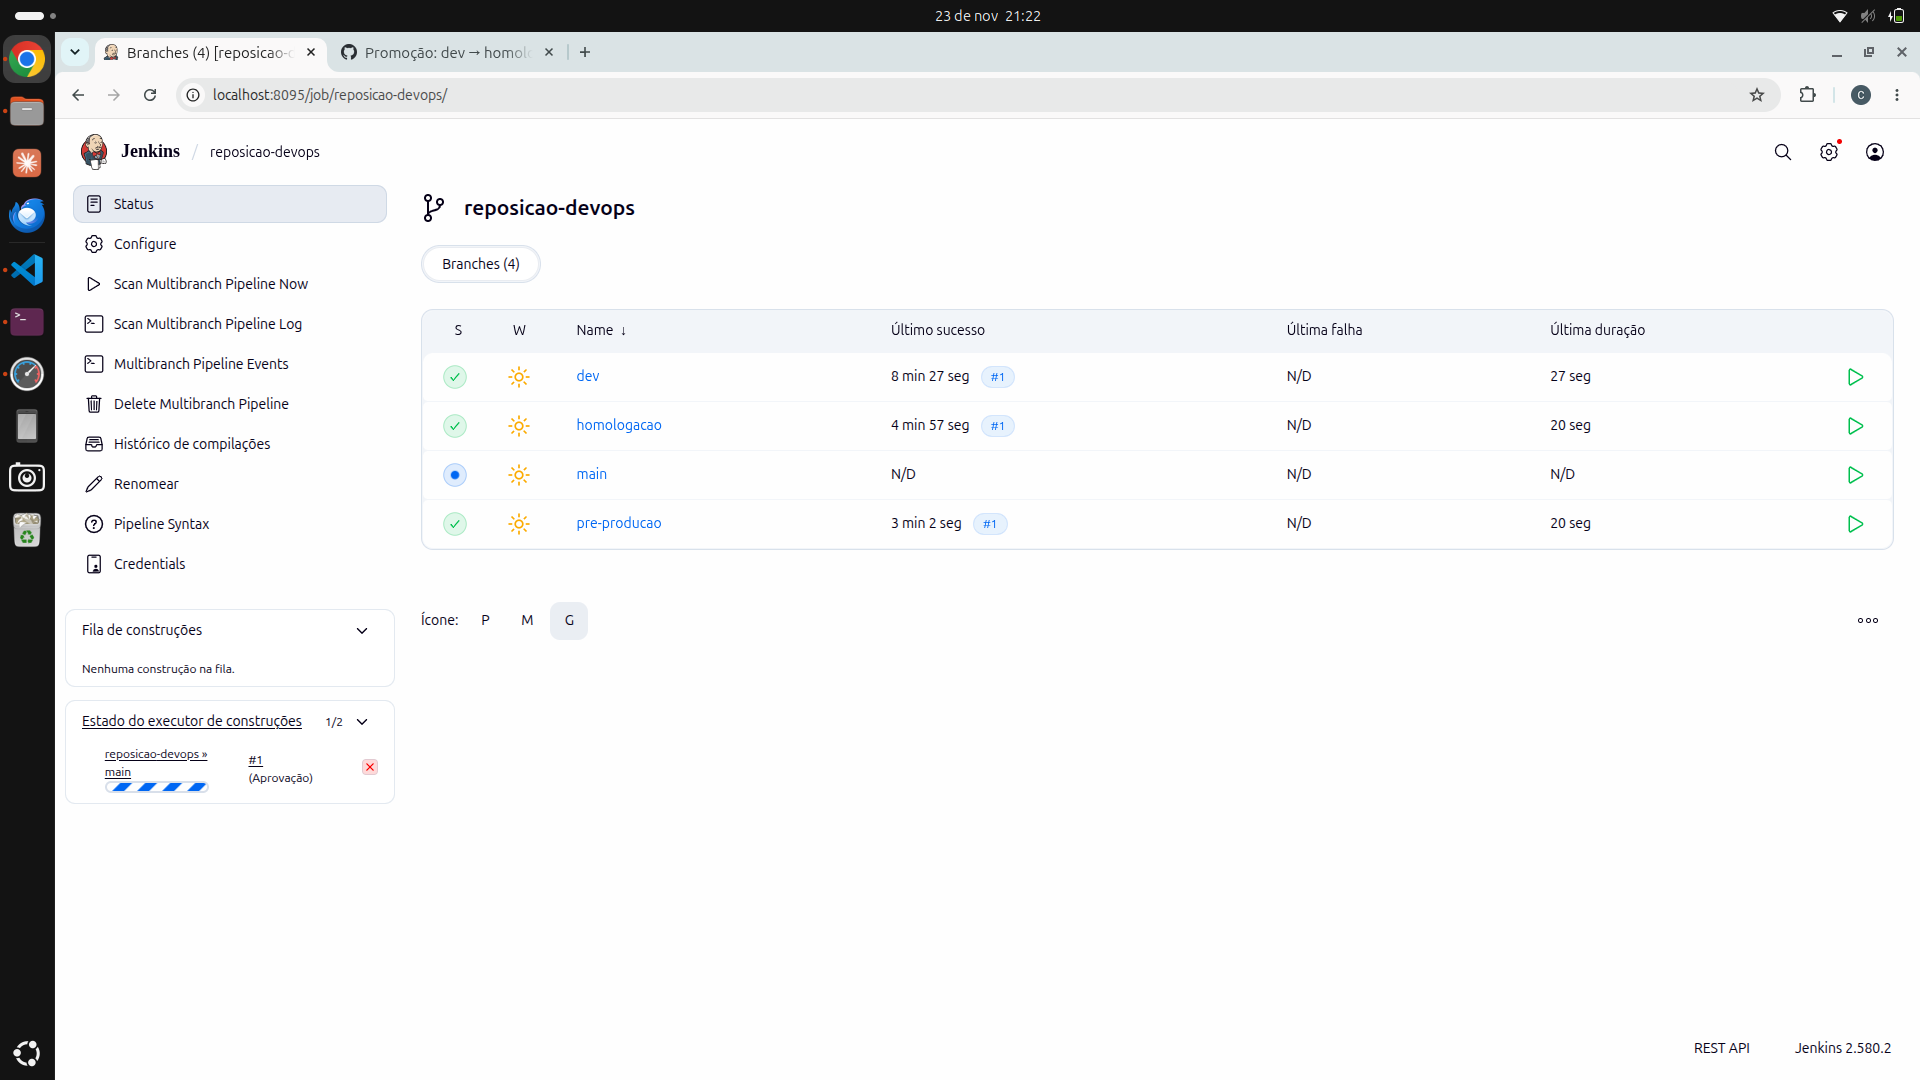 23 de nov 21:22
Branches (4) [reposicao-d
Promoção: dev → homolo
localhost:8095/job/reposicao-devops/
C
Jenkins / reposicao-devops
Status
Configure
Scan Multibranch Pipeline Now
Scan Multibranch Pipeline Log
Multibranch Pipeline Events
Delete Multibranch Pipeline
Histórico de compilações
Renomear
Pipeline Syntax
Credentials
Fila de construções
Nenhuma construção na fila.
Estado do executor de construções 1/2
reposicao-devops »
main
#1
(Aprovação)
reposicao-devops
Branches (4)
S W Name ↓ Último sucesso Última falha Última duração
dev 8 min 27 seg #1 N/D 27 seg
homologacao 4 min 57 seg #1 N/D 20 seg
main N/D N/D N/D
pre-producao 3 min 2 seg #1 N/D 20 seg
Ícone: P M G
REST API Jenkins 2.580.2